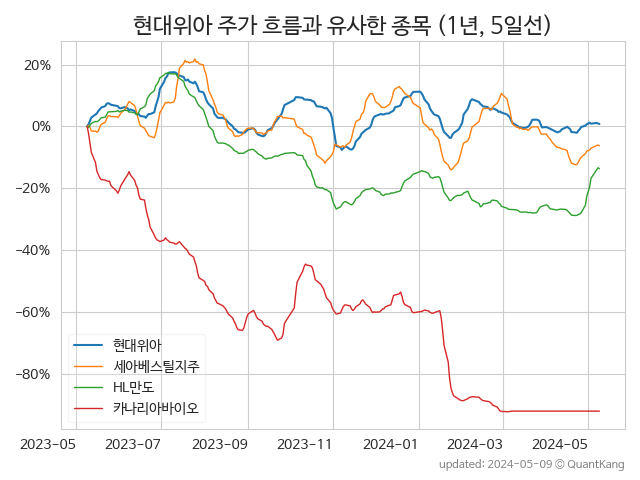 현대위아 주가 흐름과 유사한 종목 (1년, 5일선)
20%
0%
−20%
−40%
−60%
−80%
현대위아
세아베스틸지주
HL만도
카나리아바이오
2023-05 2023-07 2023-09 2023-11 2024-01 2024-03 2024-05
updated: 2024-05-09 © QuantKang